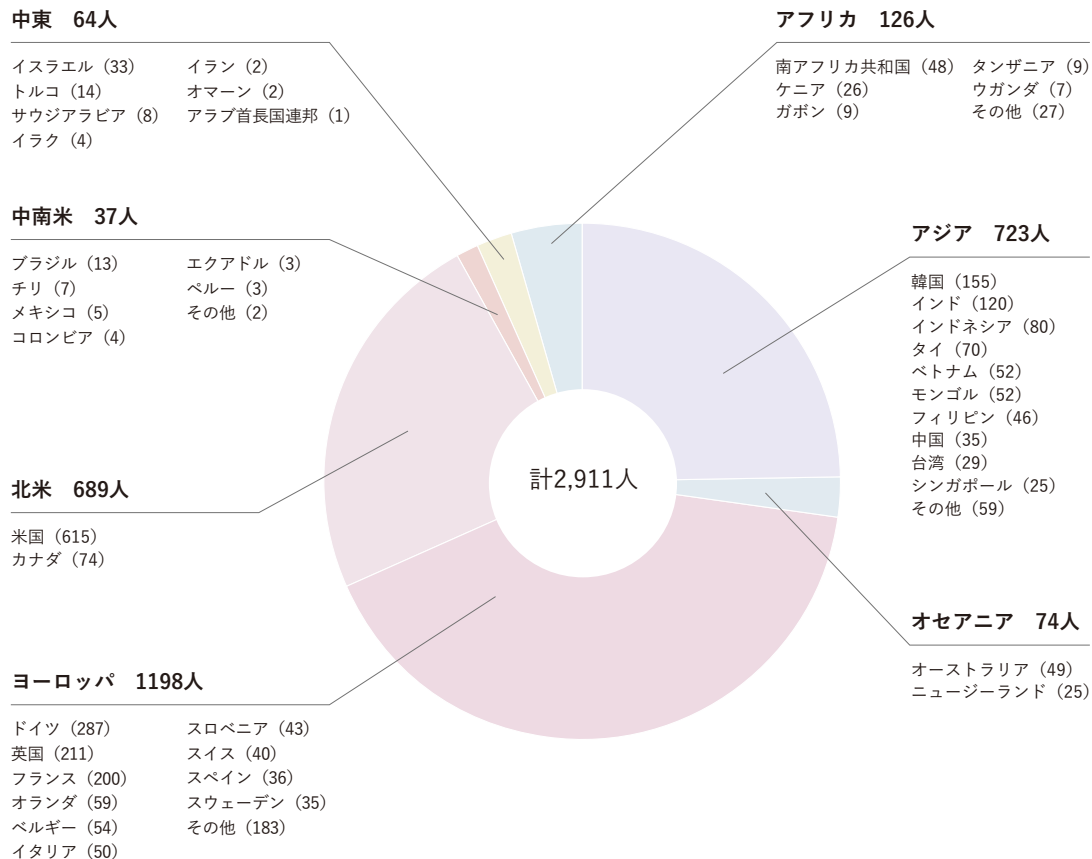 中東　64人
イスラエル（33）
トルコ（14）
サウジアラビア（8）
イラク（4）
イラン（2）
オマーン（2）
アラブ首長国連邦（1）
アフリカ　126人
南アフリカ共和国（48）
ケニア（26）
ガボン（9）
タンザニア（9）
ウガンダ（7）
その他（27）
中南米　37人
ブラジル（13）
チリ（7）
メキシコ（5）
コロンビア（4）
エクアドル（3）
ペルー（3）
その他（2）
アジア　723人
韓国（155）
インド（120）
インドネシア（80）
タイ（70）
ベトナム（52）
モンゴル（52）
フィリピン（46）
中国（35）
台湾（29）
シンガポール（25）
その他（59）
計2,911人
北米　689人
米国（615）
カナダ（74）
オセアニア　74人
オーストラリア（49）
ニュージーランド（25）
ヨーロッパ　1198人
ドイツ（287）
英国（211）
フランス（200）
オランダ（59）
ベルギー（54）
イタリア（50）
スロベニア（43）
スイス（40）
スペイン（36）
スウェーデン（35）
その他（183）